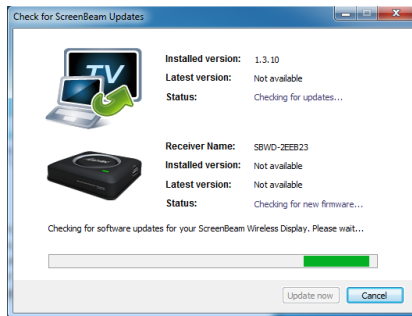 Check for ScreenBeam Updates
TV
Installed version: 1.3.10
Latest version: Not available
Status: Checking for updates...
Receiver Name: SBWD-2EEB23
Installed version: Not available
Latest version: Not available
Status: Checking for new firmware...
Checking for software updates for your ScreenBeam Wireless Display. Please wait...
Update now Cancel